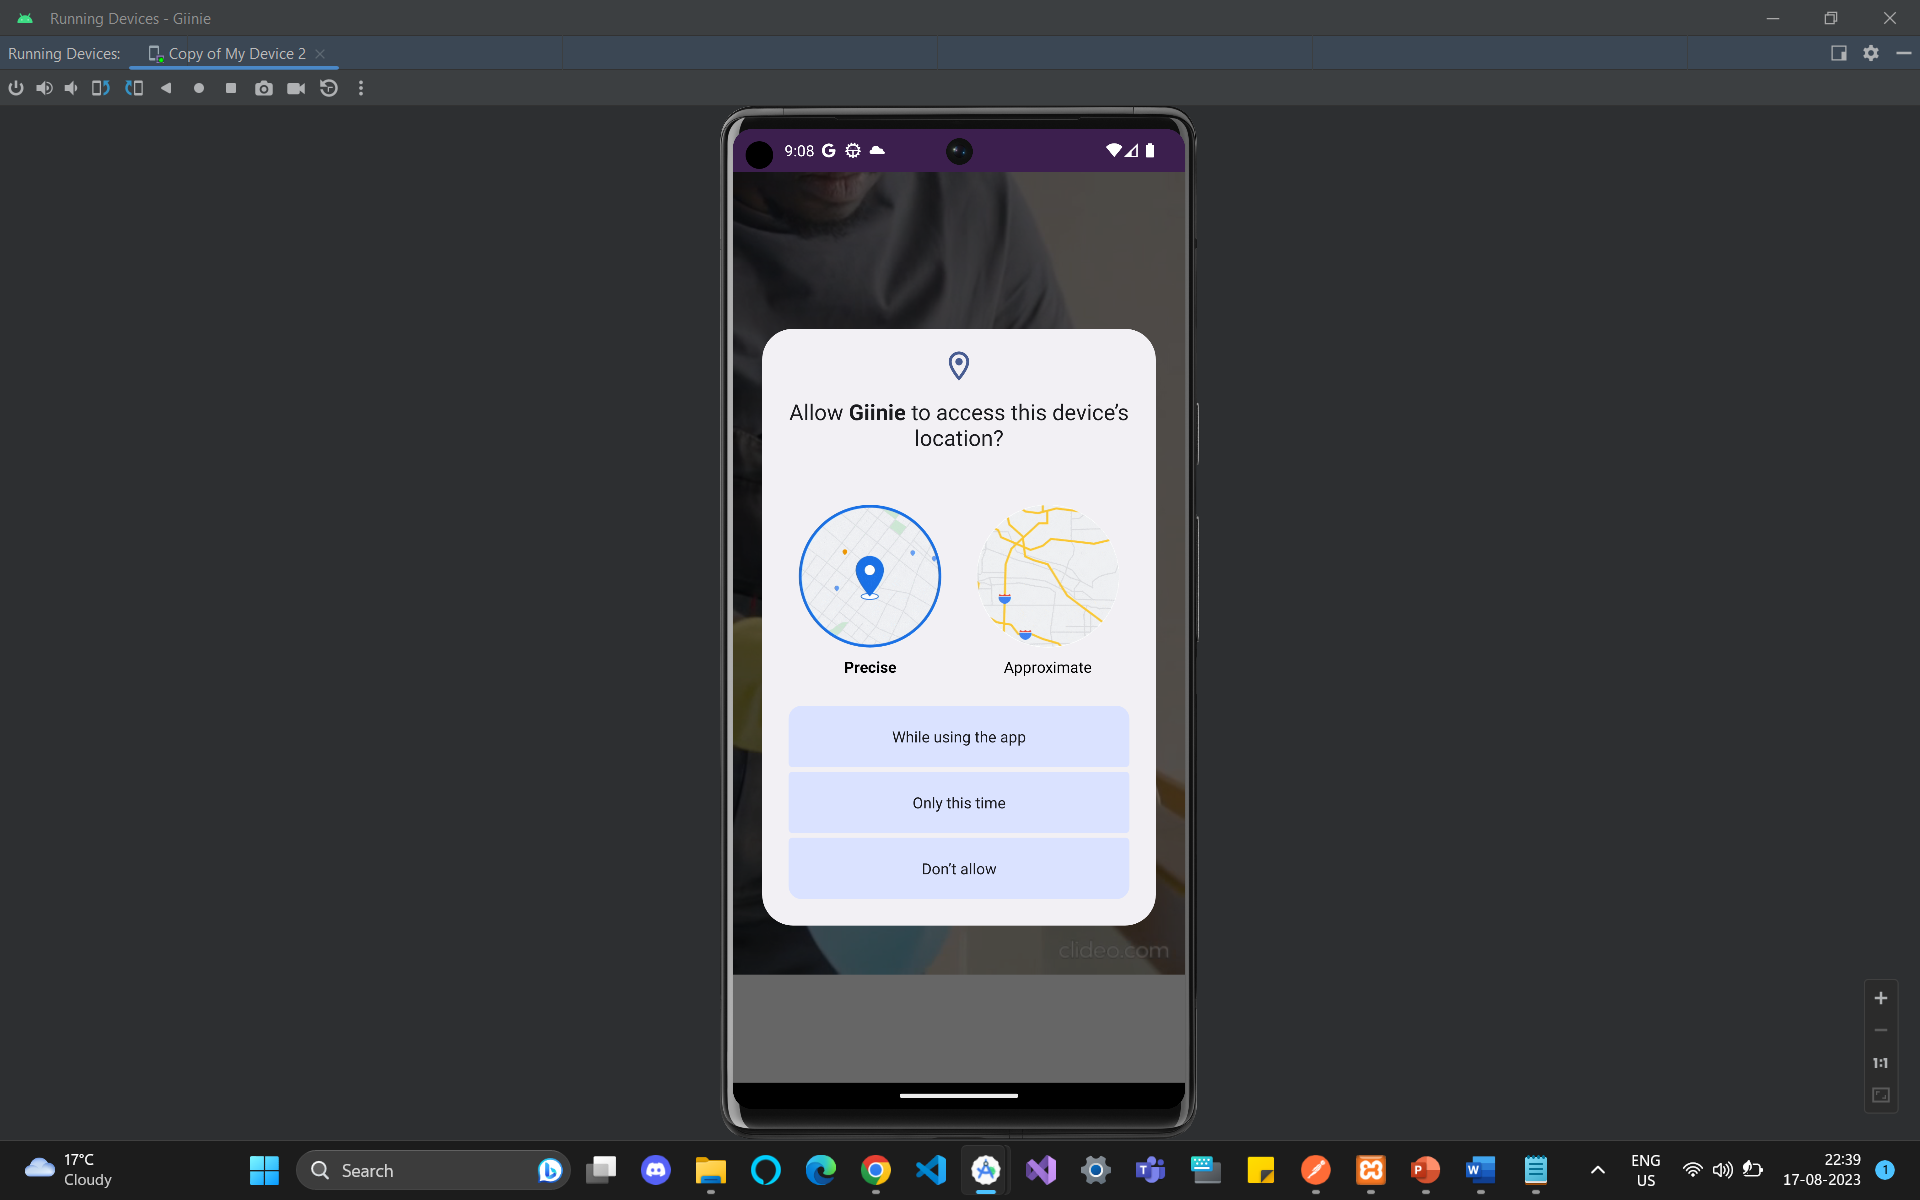 Running Devices - Giinie
Running Devices:
Copy of My Device 2
9:08
Allow Giinie to access this device’s
location?
Precise
Approximate
While using the app
Only this time
Don’t allow
clideo.com
1:1
17°C
Cloudy
Search
ENG
US
22:39
17-08-2023
1